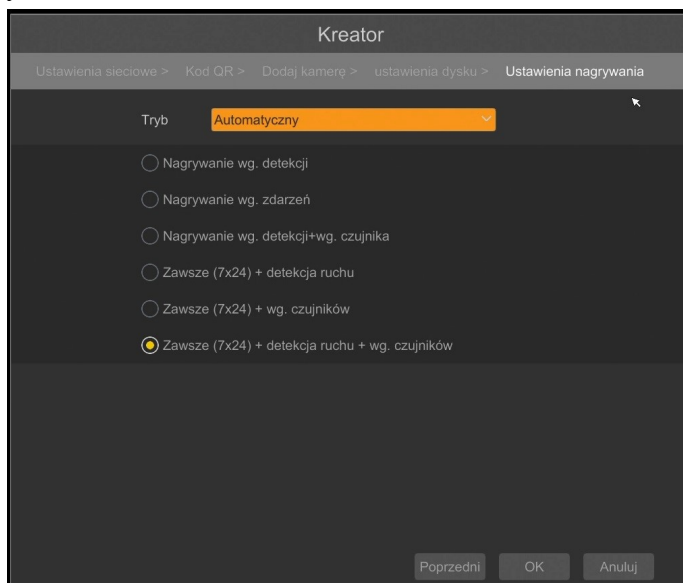 Kreator
Ustawienia sieciowe > Kod QR > Dodaj kamerę > ustawienia dysku > Ustawienia nagrywania
Tryb Automatyczny
Nagrywanie wg. detekcji
Nagrywanie wg. zdarzeń
Nagrywanie wg. detekcji+wg. czujnika
Zawsze (7x24) + detekcja ruchu
Zawsze (7x24) + wg. czujników
Zawsze (7x24) + detekcja ruchu + wg. czujników
Poprzedni OK Anuluj